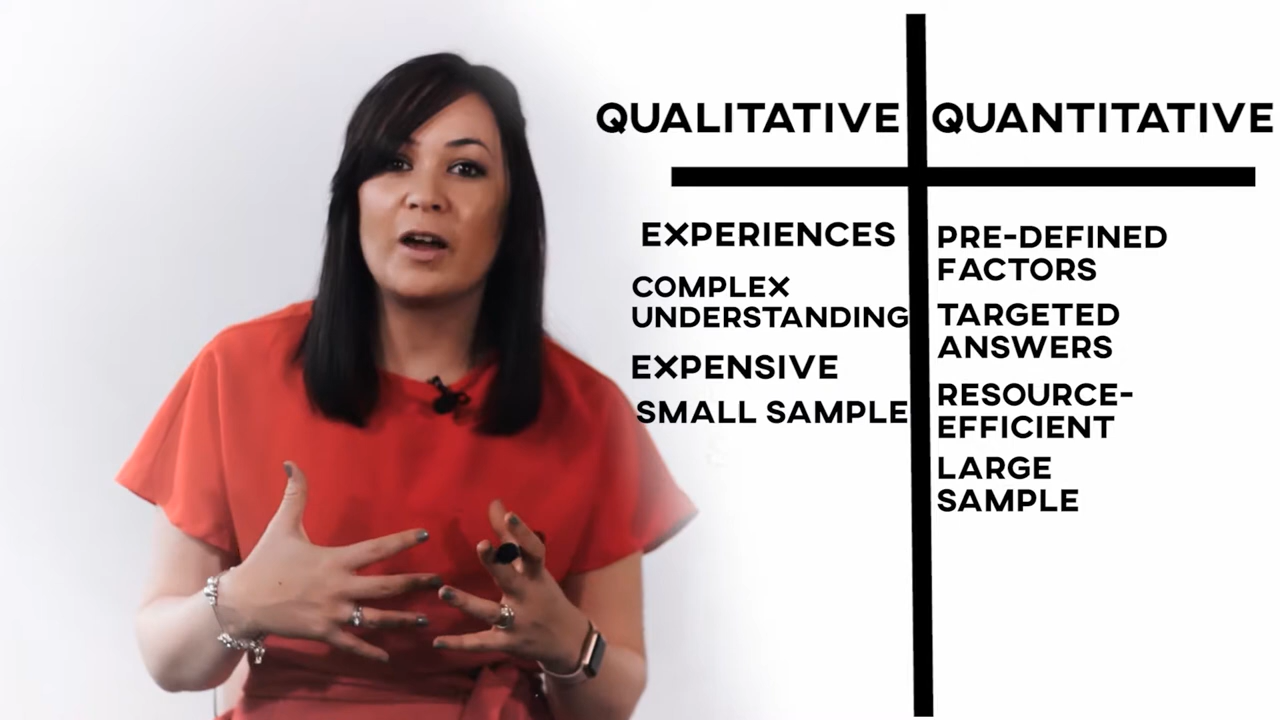 QUALITATIVE
QUANTITATIVE
EXPERIENCES
COMPLEX
UNDERSTANDING
EXPENSIVE
SMALL SAMPLE
PRE-DEFINED
FACTORS
TARGETED
ANSWERS
RESOURCE-
EFFICIENT
LARGE
SAMPLE